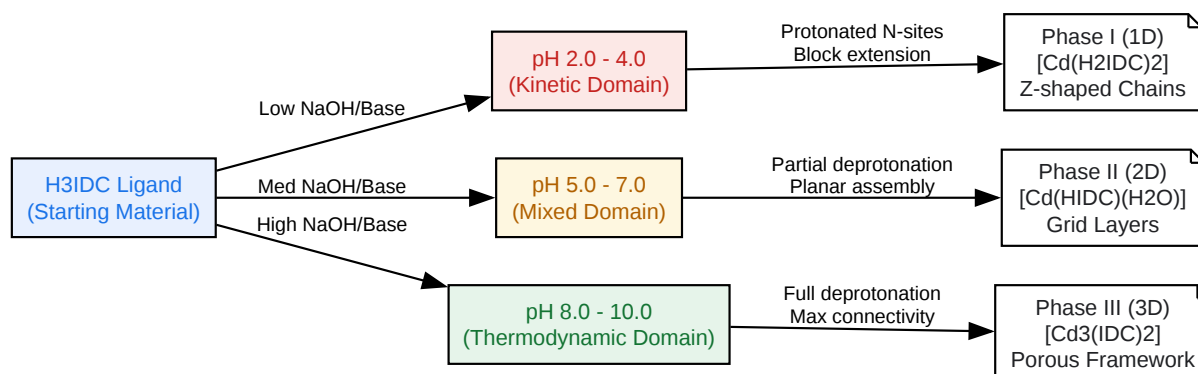 H3IDC Ligand
(Starting Material)
Low NaOH/Base
pH 2.0 - 4.0
(Kinetic Domain)
Protonated N-sites
Block extension
Phase I (1D)
[Cd(H2IDC)2]
Z-shaped Chains
Med NaOH/Base
pH 5.0 - 7.0
(Mixed Domain)
Partial deprotonation
Planar assembly
Phase II (2D)
[Cd(HIDC)(H2O)]
Grid Layers
High NaOH/Base
pH 8.0 - 10.0
(Thermodynamic Domain)
Full deprotonation
Max connectivity
Phase III (3D)
[Cd3(IDC)2]
Porous Framework